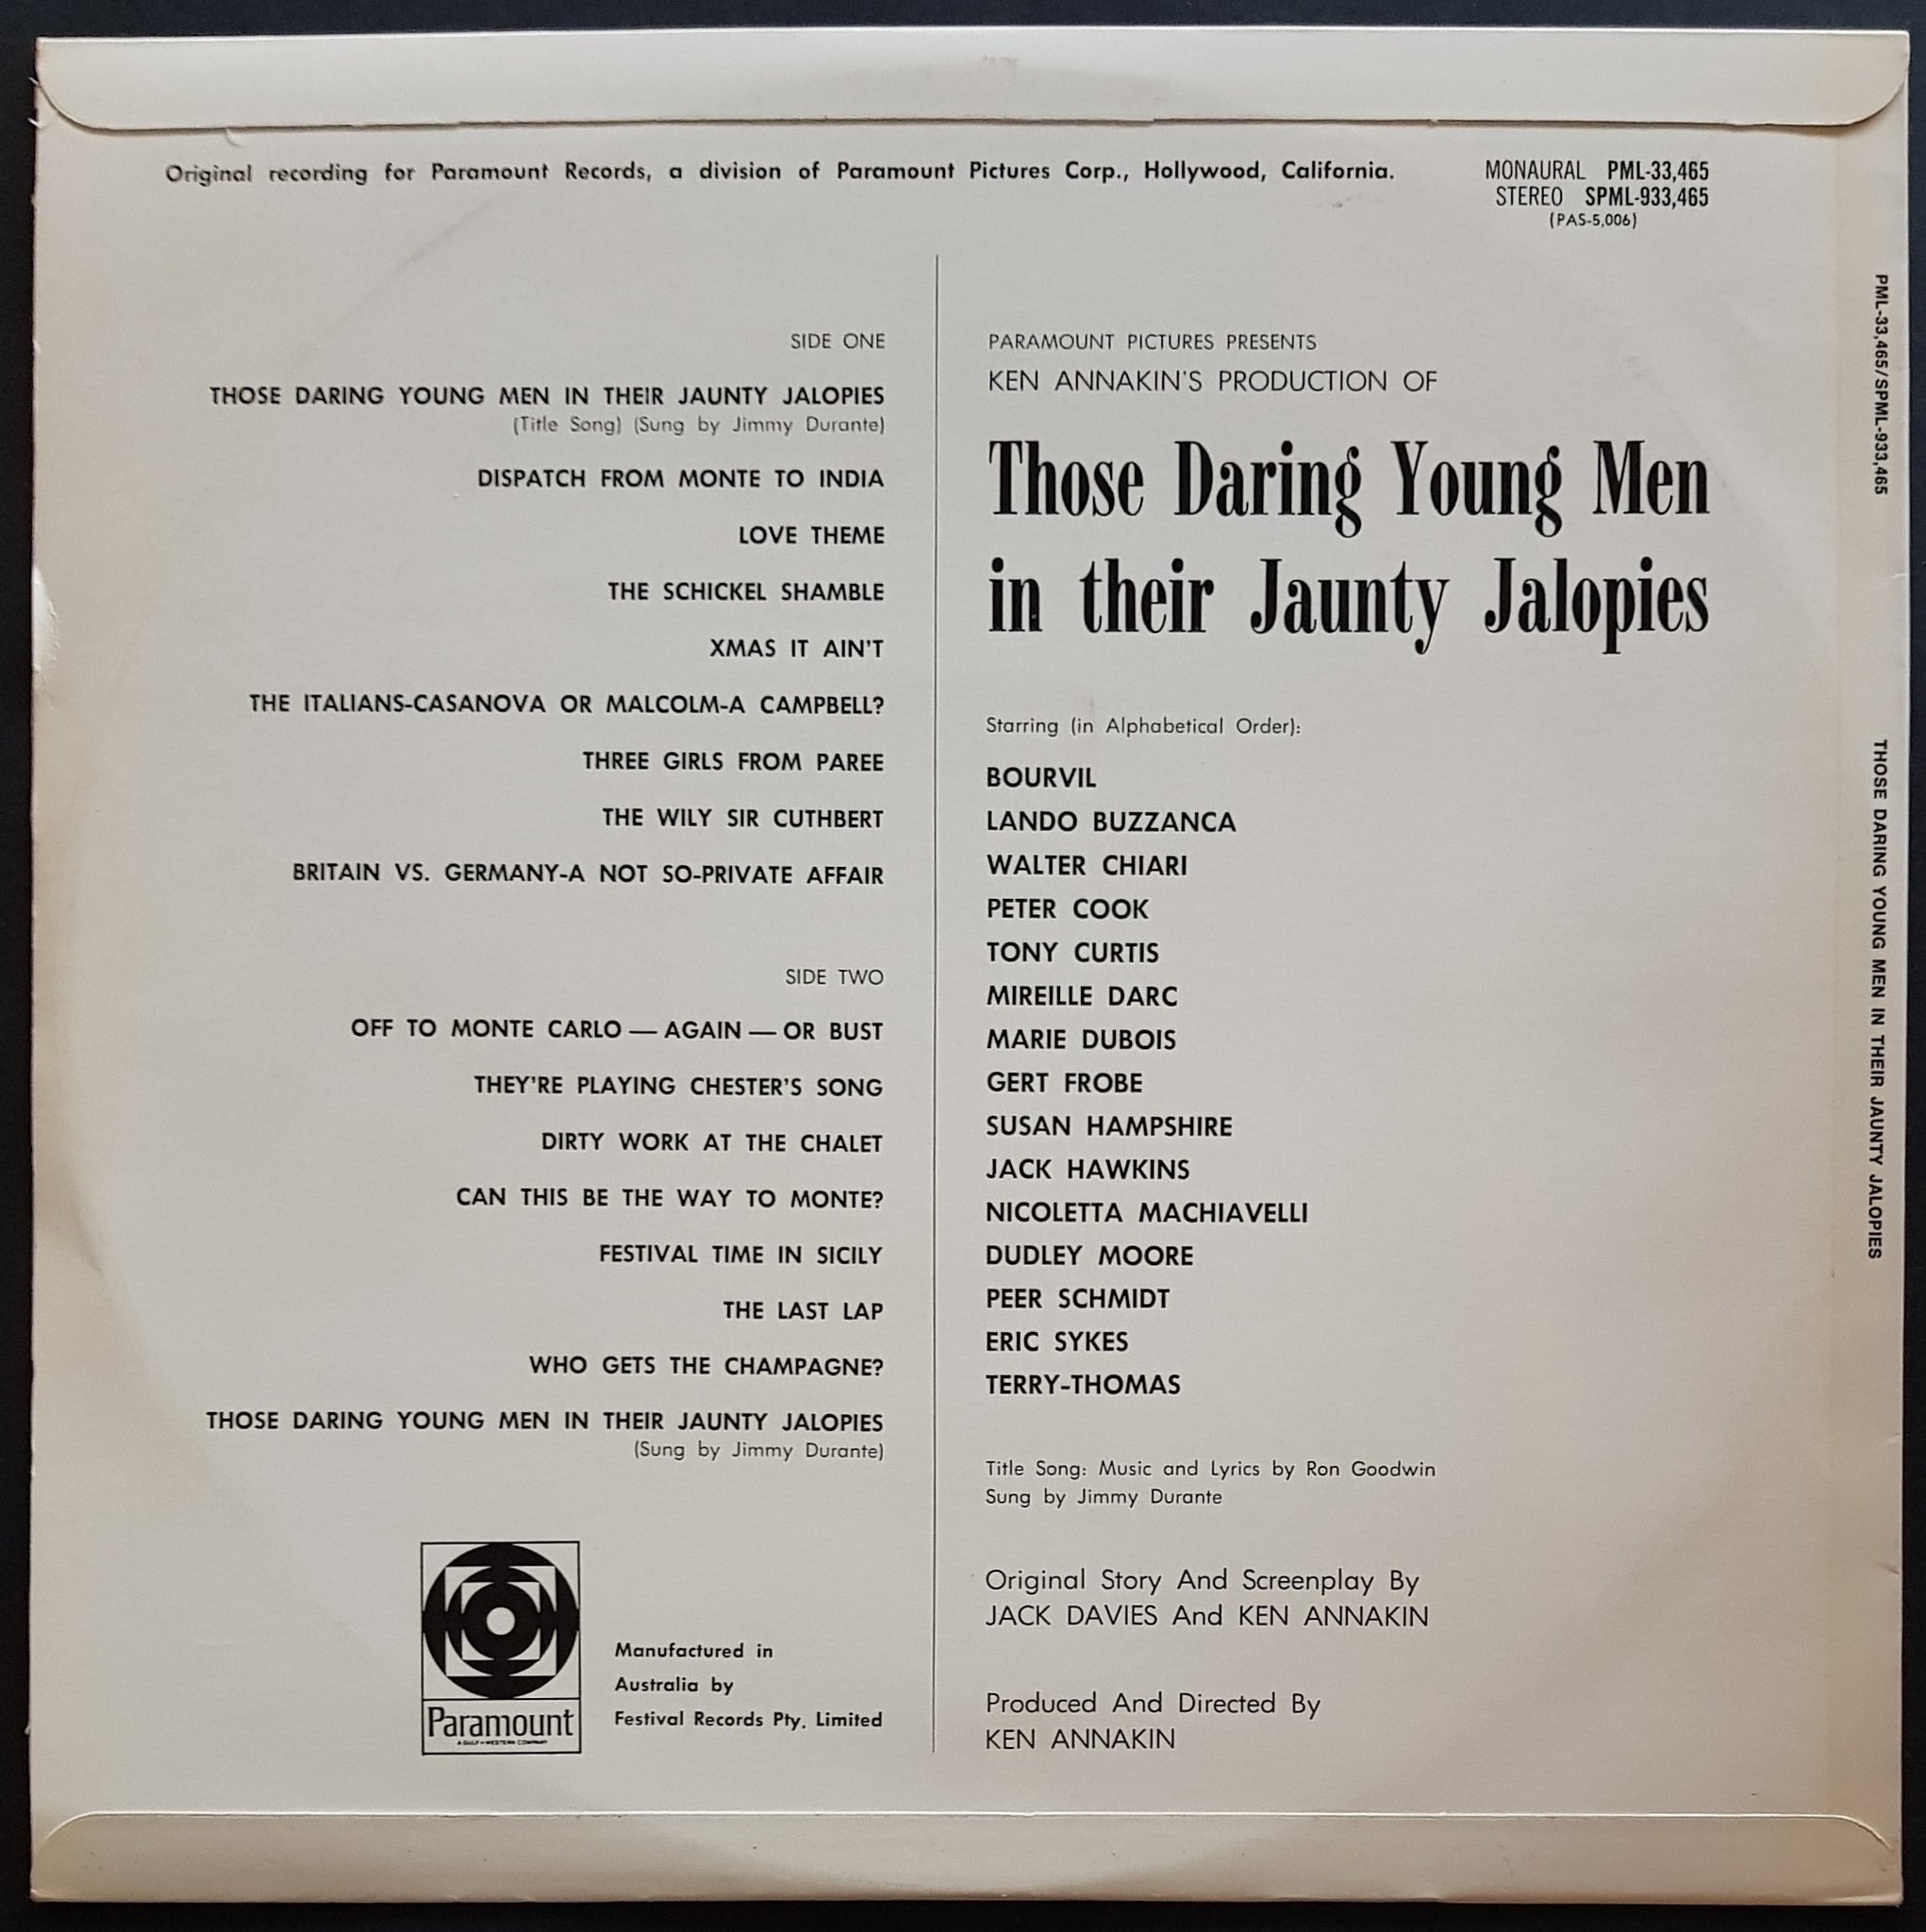 Original recording for Paramount Records, a division of Paramount Pictures Corp., Hollywood, California.
MONAURAL PML-33,465
STEREO SPML-933,465
(PAS-5,006)
SIDE ONE
THOSE DARING YOUNG MEN IN THEIR JAUNTY JALOPIES
(Title Song) (Sung by Jimmy Durante)
DISPATCH FROM MONTE TO INDIA
LOVE THEME
THE SCHICKEL SHAMBLE
XMAS IT AIN'T
THE ITALIANS-CASANOVA OR MALCOLM-A CAMPBELL?
THREE GIRLS FROM PAREE
THE WILY SIR CUTHBERT
BRITAIN VS. GERMANY-A NOT SO-PRIVATE AFFAIR
SIDE TWO
OFF TO MONTE CARLO — AGAIN — OR BUST
THEY'RE PLAYING CHESTER'S SONG
DIRTY WORK AT THE CHALET
CAN THIS BE THE WAY TO MONTE?
FESTIVAL TIME IN SICILY
THE LAST LAP
WHO GETS THE CHAMPAGNE?
THOSE DARING YOUNG MEN IN THEIR JAUNTY JALOPIES
(Sung by Jimmy Durante)
Paramount
A GULF + WESTERN COMPANY
Manufactured in
Australia by
Festival Records Pty. Limited
PARAMOUNT PICTURES PRESENTS
KEN ANNAKIN'S PRODUCTION OF
Those Daring Young Men
in their Jaunty Jalopies
Starring (in Alphabetical Order):
BOURVIL
LANDO BUZZANCA
WALTER CHIARI
PETER COOK
TONY CURTIS
MIREILLE DARC
MARIE DUBOIS
GERT FROBE
SUSAN HAMPSHIRE
JACK HAWKINS
NICOLETTA MACHIAVELLI
DUDLEY MOORE
PEER SCHMIDT
ERIC SYKES
TERRY-THOMAS
Title Song: Music and Lyrics by Ron Goodwin
Sung by Jimmy Durante
Original Story And Screenplay By
JACK DAVIES And KEN ANNAKIN
Produced And Directed By
KEN ANNAKIN
PML-33,465/SPML-933,465
THOSE DARING YOUNG MEN IN THEIR JAUNTY JALOPIES